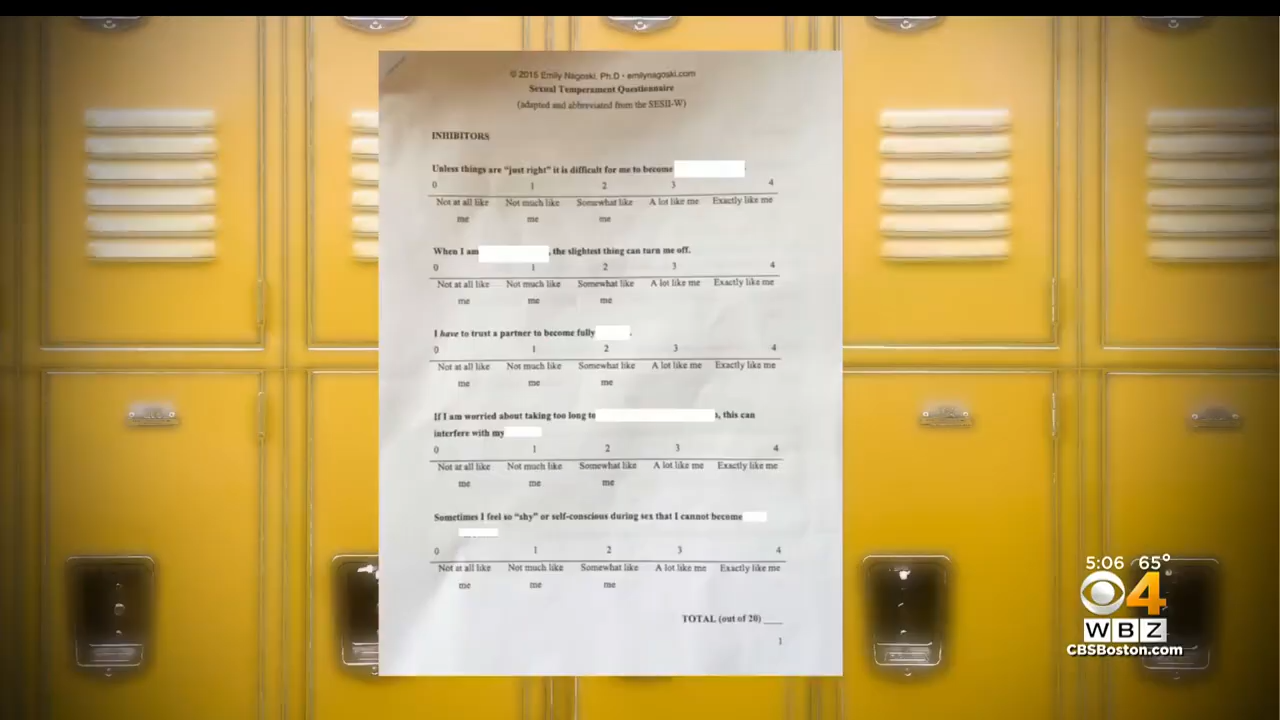 © 2015 Emily Nagoski, Ph.D • emilynagoski.com
Sexual Temperament Questionnaire
(adapted and abbreviated from the SESII-W)
INHIBITORS
Unless things are "just right" it is difficult for me to become
0 1 2 3 4
Not at all like Not much like Somewhat like A lot like me Exactly like me
me me me
When I am , the slightest thing can turn me off.
0 1 2 3 4
Not at all like Not much like Somewhat like A lot like me Exactly like me
me me me
I have to trust a partner to become fully .
0 1 2 3 4
Not at all like Not much like Somewhat like A lot like me Exactly like me
me me me
If I am worried about taking too long to , this can
interfere with my
0 1 2 3 4
Not at all like Not much like Somewhat like A lot like me Exactly like me
me me me
Sometimes I feel so "shy" or self-conscious during sex that I cannot become
0 1 2 3 4
Not at all like Not much like Somewhat like A lot like me Exactly like me
me me me
TOTAL (out of 20) ____
1
5:06 65°
4
WBZ
CBSBoston.com